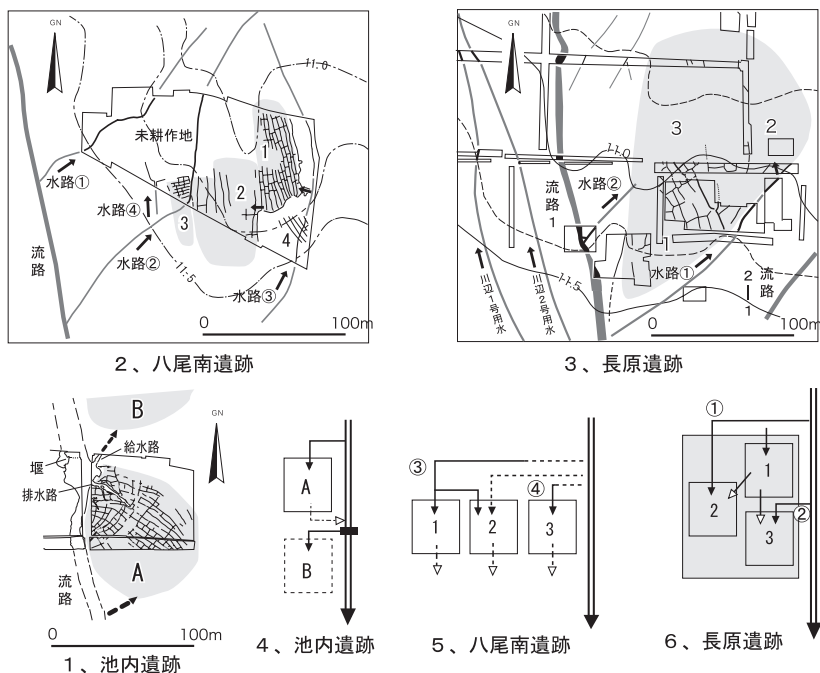 GN
11.0
未耕作地
1
2
3
4
水路①
水路④
水路②
水路③
流路
11.5
0 100m
2、八尾南遺跡
GN
3
2
11.0
流路1
水路②
1
水路①
11.5
川辺1号用水
川辺2号用水
流路2-1
0 100m
3、長原遺跡
B
GN
給水路
堰
排水路
A
流路
0 100m
1、池内遺跡
A
B
4、池内遺跡
③
④
1 2 3
5、八尾南遺跡
①
1
2
②
3
6、長原遺跡